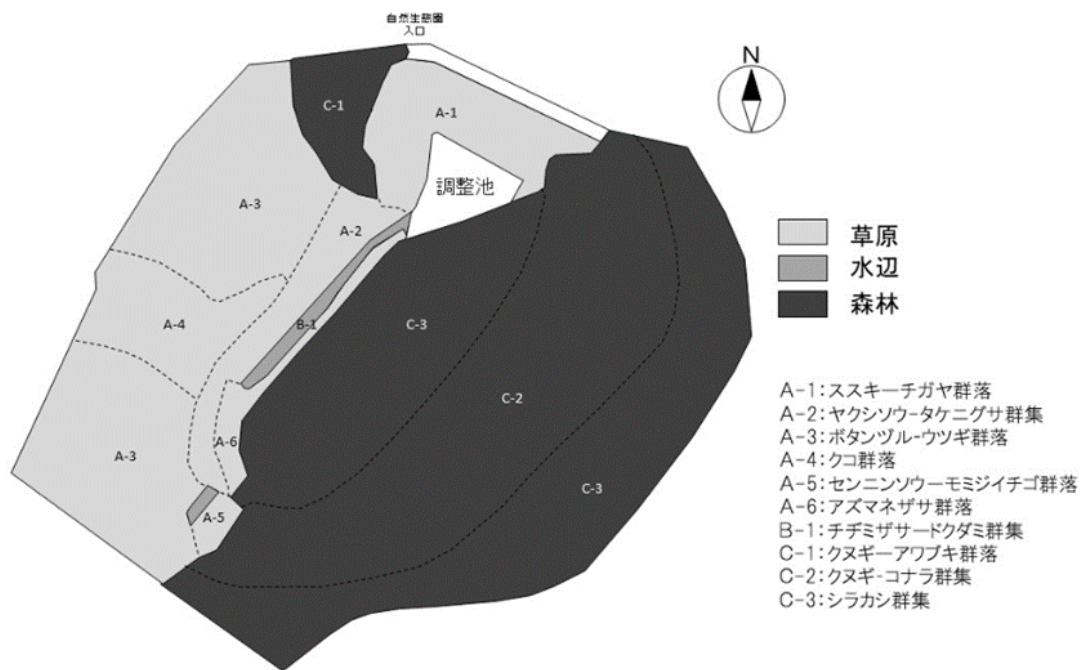 自然生態園
入口
N
C-1
A-1
調整池
A-3
A-2
草原
水辺
森林
A-4
B-1
C-3
C-2
A-3
A-6
C-3
A-5
A-1:ススキーチガヤ群落
A-2:ヤクシソウ-タケニグサ群集
A-3:ボタンヅル-ウツギ群落
A-4:クコ群落
A-5:センニンソウーモミジイチゴ群落
A-6:アズマネザサ群落
B-1:チヂミザサードクダミ群集
C-1:クヌギーアワブキ群落
C-2:クヌギ-コナラ群集
C-3:シラカシ群集